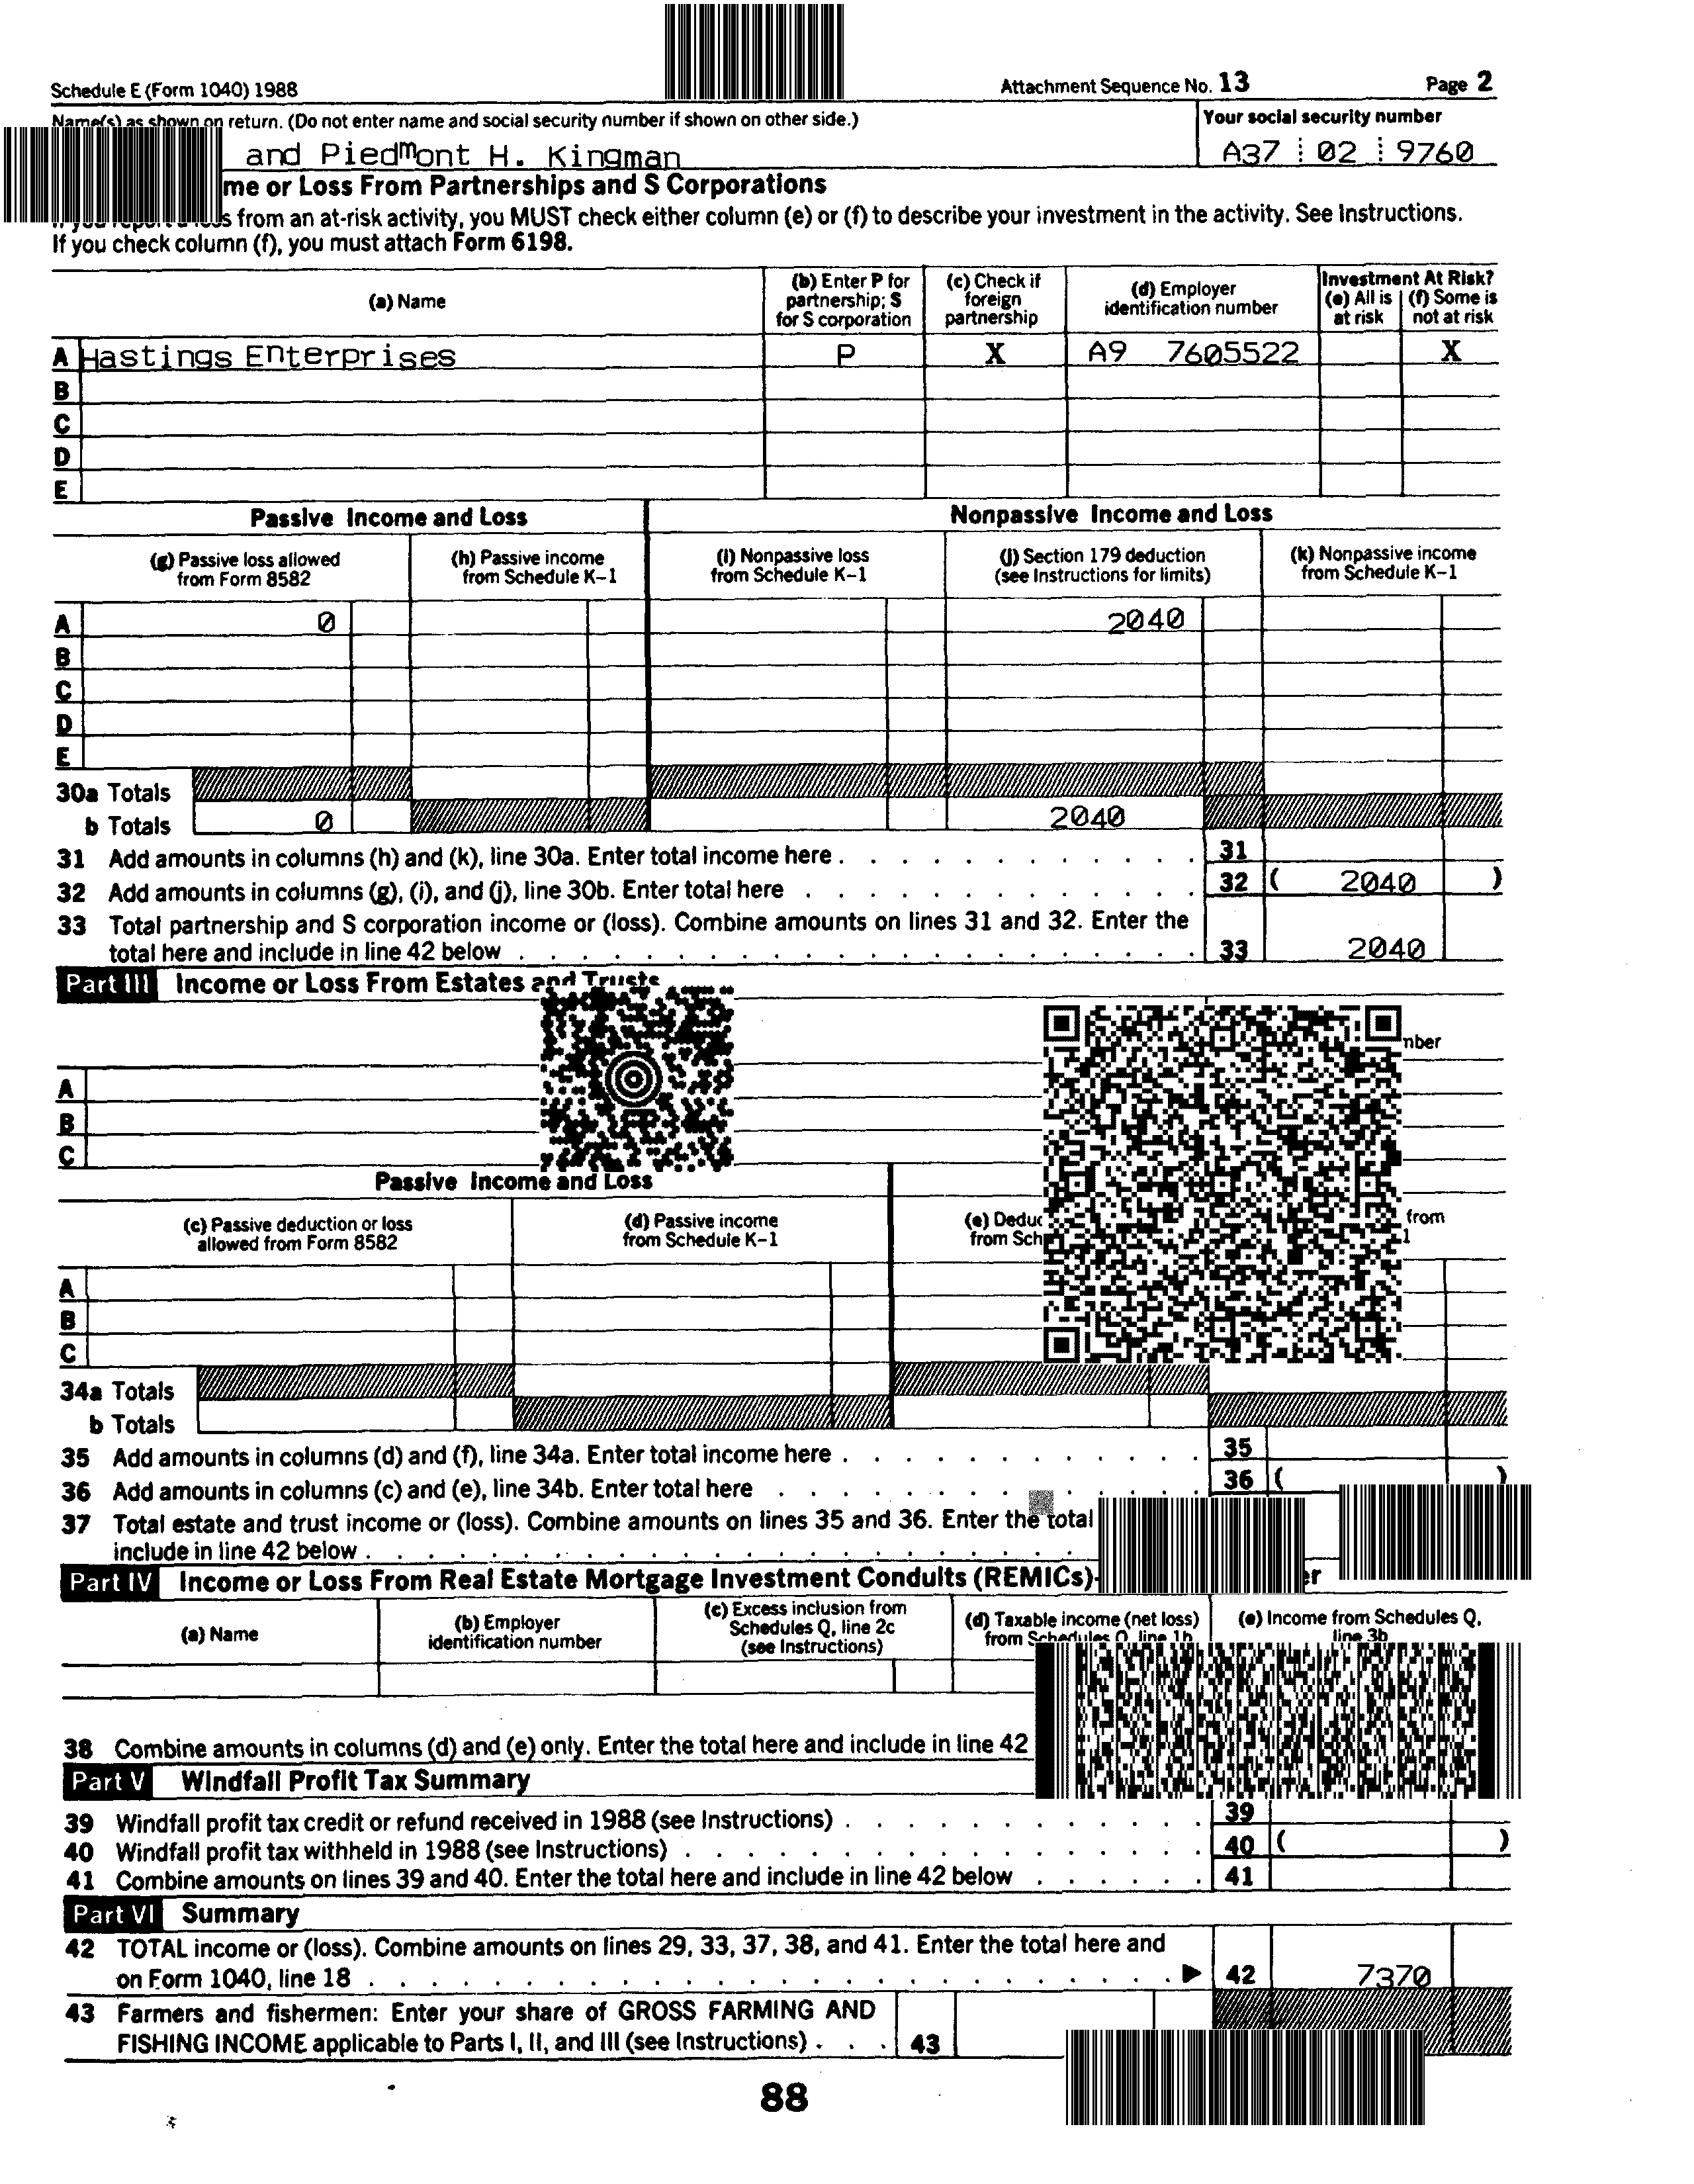 Schedule E (Form 1040) 1988 Attachment Sequence No. 13 Page 2
Name(s) as shown on return. (Do not enter name and social security number if shown on other side.) Your social security number
and Piedmont H. Kingman A37 02 9760
me or Loss From Partnerships and S Corporations
If you report a loss from an at-risk activity, you MUST check either column (e) or (f) to describe your investment in the activity. See Instructions.
If you check column (f), you must attach Form 6198.
(a) Name
(b) Enter P for
partnership; S
for S corporation
(c) Check if
foreign
partnership
(d) Employer
identification number
Investment At Risk?
(e) All is
at risk
(f) Some is
not at risk
A Hastings Enterprises P X A9 7605522 X
B
C
D
E
Passive Income and Loss Nonpassive Income and Loss
(g) Passive loss allowed
from Form 8582
(h) Passive income
from Schedule K-1
(i) Nonpassive loss
from Schedule K-1
(j) Section 179 deduction
(see Instructions for limits)
(k) Nonpassive income
from Schedule K-1
A 0 2040
B
C
D
E
30a Totals
b Totals 0 2040
31 Add amounts in columns (h) and (k), line 30a. Enter total income here . . . . . . . . . . . . 31
32 Add amounts in columns (g), (i), and (j), line 30b. Enter total here . . . . . . . . . . . . . 32 ( 2040 )
33 Total partnership and S corporation income or (loss). Combine amounts on lines 31 and 32. Enter the
total here and include in line 42 below . . . . . . . . . . . . . . . . . . . . . . 33 2040
Part III Income or Loss From Estates and Trusts
mber
A
B
C
Passive Income and Loss
(c) Passive deduction or loss
allowed from Form 8582
(d) Passive income
from Schedule K-1
(e) Deduc
from Sch
from
1
A
B
C
34a Totals
b Totals
35 Add amounts in columns (d) and (f), line 34a. Enter total income here . . . . . . . . . . . . 35
36 Add amounts in columns (c) and (e), line 34b. Enter total here . . . . . . . . . . . . . . 36 ( )
37 Total estate and trust income or (loss). Combine amounts on lines 35 and 36. Enter the total
include in line 42 below . . . . . . . . . . . . . . . . . . . . . . .
Part IV Income or Loss From Real Estate Mortgage Investment Conduits (REMICs)- er
(a) Name
(b) Employer
identification number
(c) Excess inclusion from
Schedules Q, line 2c
(see Instructions)
(d) Taxable income (net loss)
from Schedules Q, line 1b
(e) Income from Schedules Q,
line 3b
38 Combine amounts in columns (d) and (e) only. Enter the total here and include in line 42
Part V Windfall Profit Tax Summary
39 Windfall profit tax credit or refund received in 1988 (see Instructions) . . . . . . . . . . . . 39
40 Windfall profit tax withheld in 1988 (see Instructions) . . . . . . . . . . . . . . . . . 40 ( )
41 Combine amounts on lines 39 and 40. Enter the total here and include in line 42 below . . . . . . 41
Part VI Summary
42 TOTAL income or (loss). Combine amounts on lines 29, 33, 37, 38, and 41. Enter the total here and
on Form 1040, line 18 . . . . . . . . . . . . . . . . . . . . . . . . . ► 42 7370
43 Farmers and fishermen: Enter your share of GROSS FARMING AND
FISHING INCOME applicable to Parts I, II, and III (see Instructions) . . . 43
88